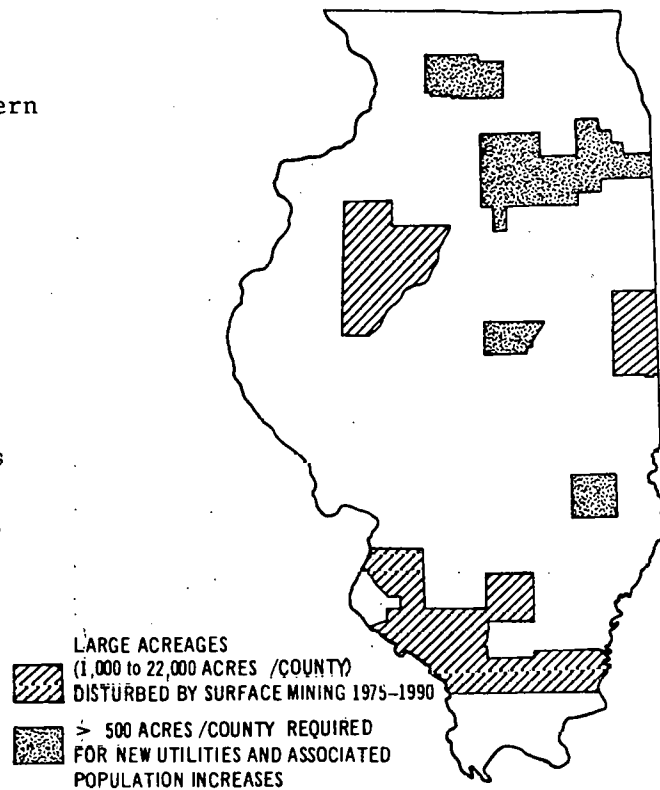 ern
s
LARGE ACREAGES
(1,000 to 22,000 ACRES /COUNTY)
DISTURBED BY SURFACE MINING 1975-1990
> 500 ACRES /COUNTY REQUIRED
FOR NEW UTILITIES AND ASSOCIATED
POPULATION INCREASES